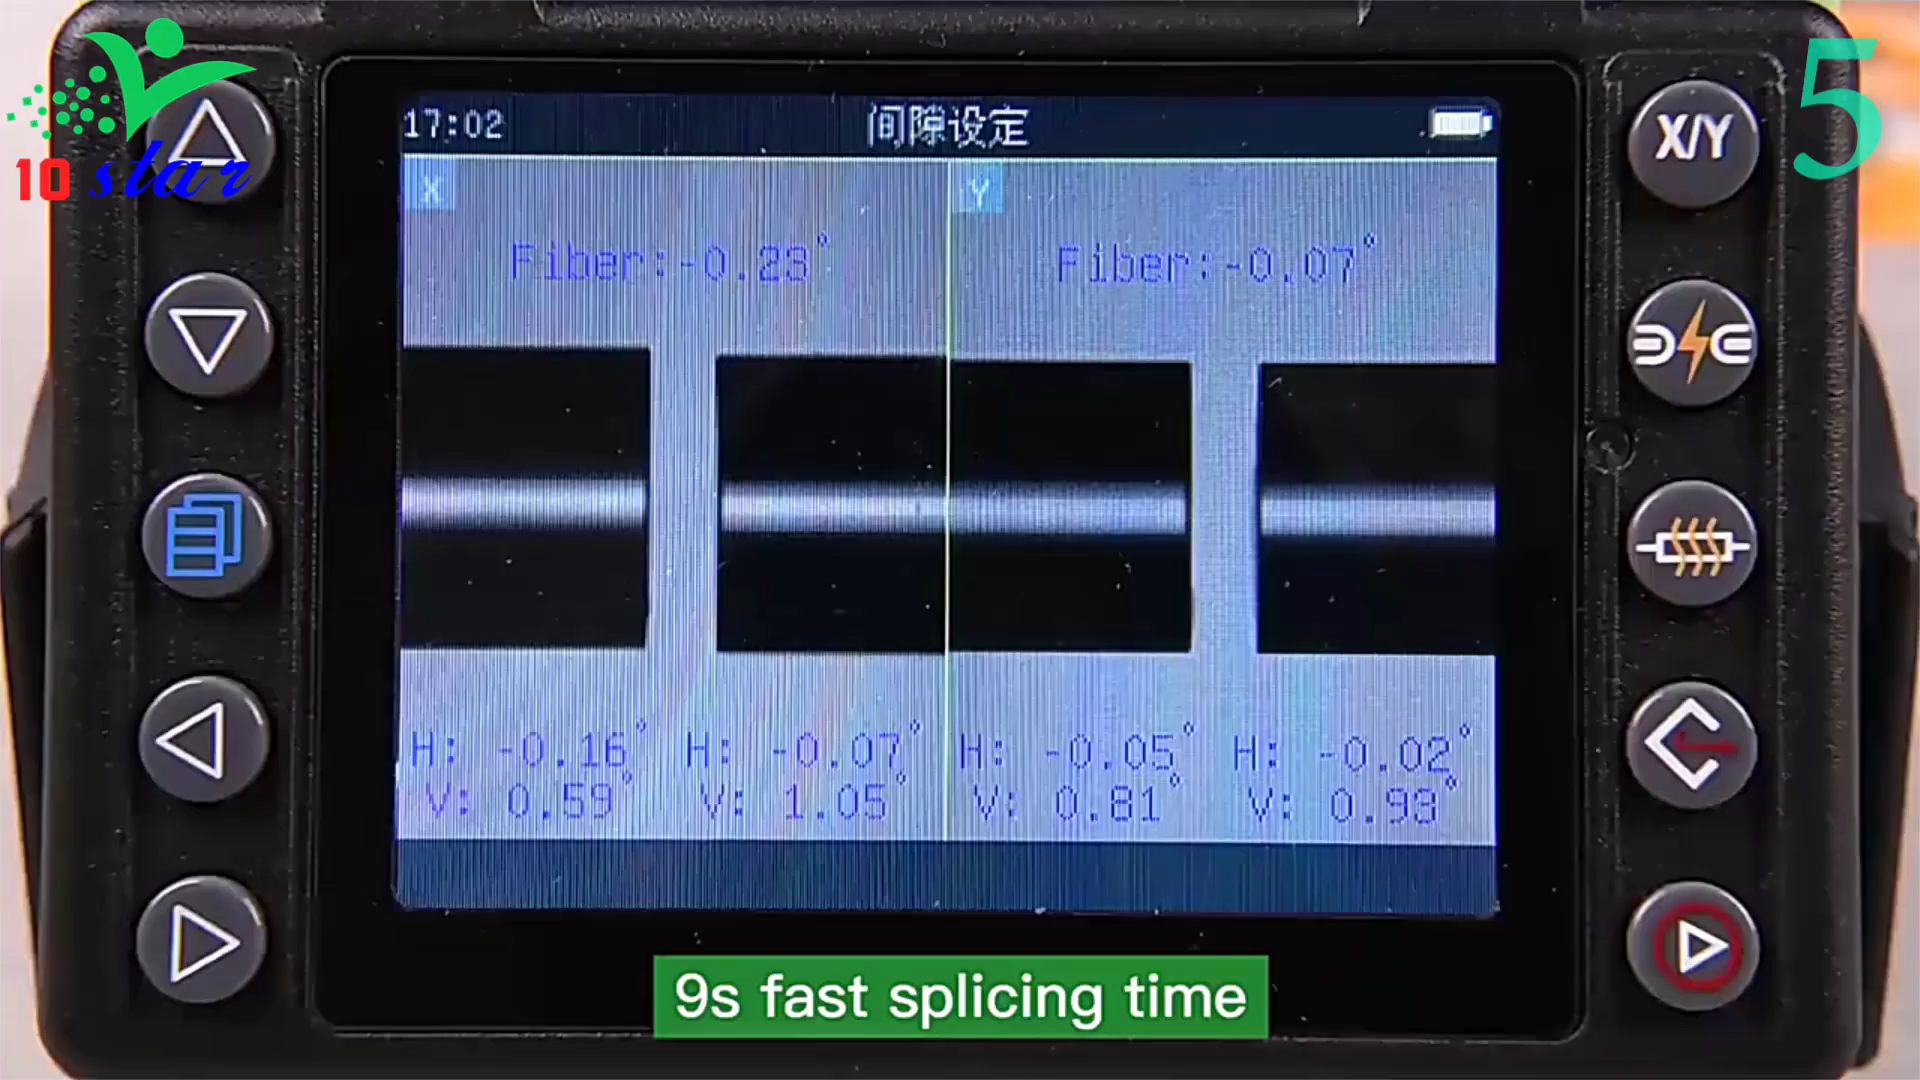 10 star
5
17:02 间隙设定
X Y
X/Y
Fiber:-0.23° Fiber:-0.07°
H: -0.16° H: -0.07° H: -0.05° H: -0.02°
V: 0.59° V: 1.05° V: 0.81° V: 0.93°
9s fast splicing time